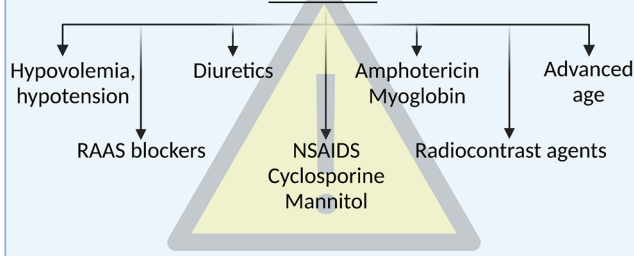 Hypovolemia,
hypotension
Diuretics
Amphotericin
Myoglobin
Advanced
age
RAAS blockers
NSAIDS
Cyclosporine
Mannitol
Radiocontrast agents